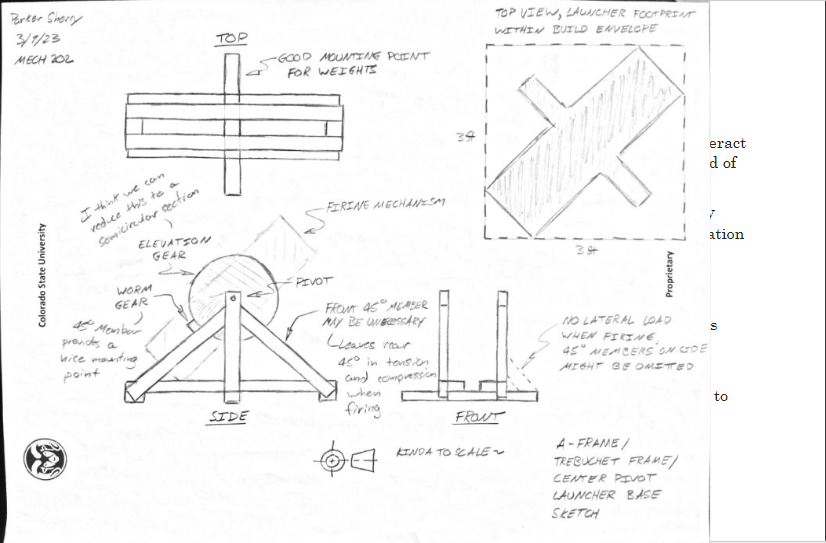 Parker Sherry
3/9/23
MECH 202
TOP
GOOD MOUNTING POINT
FOR WEIGHTS
TOP VIEW, LAUNCHER FOOTPRINT
WITHIN BUILD ENVELOPE
3ft
3ft
I think we can
reduce this to a
semicircular section
FIRING MECHANISM
ELEVATION
GEAR
PIVOT
WORM
GEAR
45° Member
provides a
nice mounting
point
FRONT 45° MEMBER
MAY BE UNNECESSARY
Leaves rear
45° in tension
and compression
when
firing
NO LATERAL LOAD
WHEN FIRING,
45° MEMBERS ON SIDE
MIGHT BE OMITTED
SIDE
FRONT
KINDA TO SCALE~
A-FRAME/
TREBUCHET FRAME/
CENTER PIVOT
LAUNCHER BASE
SKETCH
Colorado State University
Proprietary
eract
d of
ation
s
to